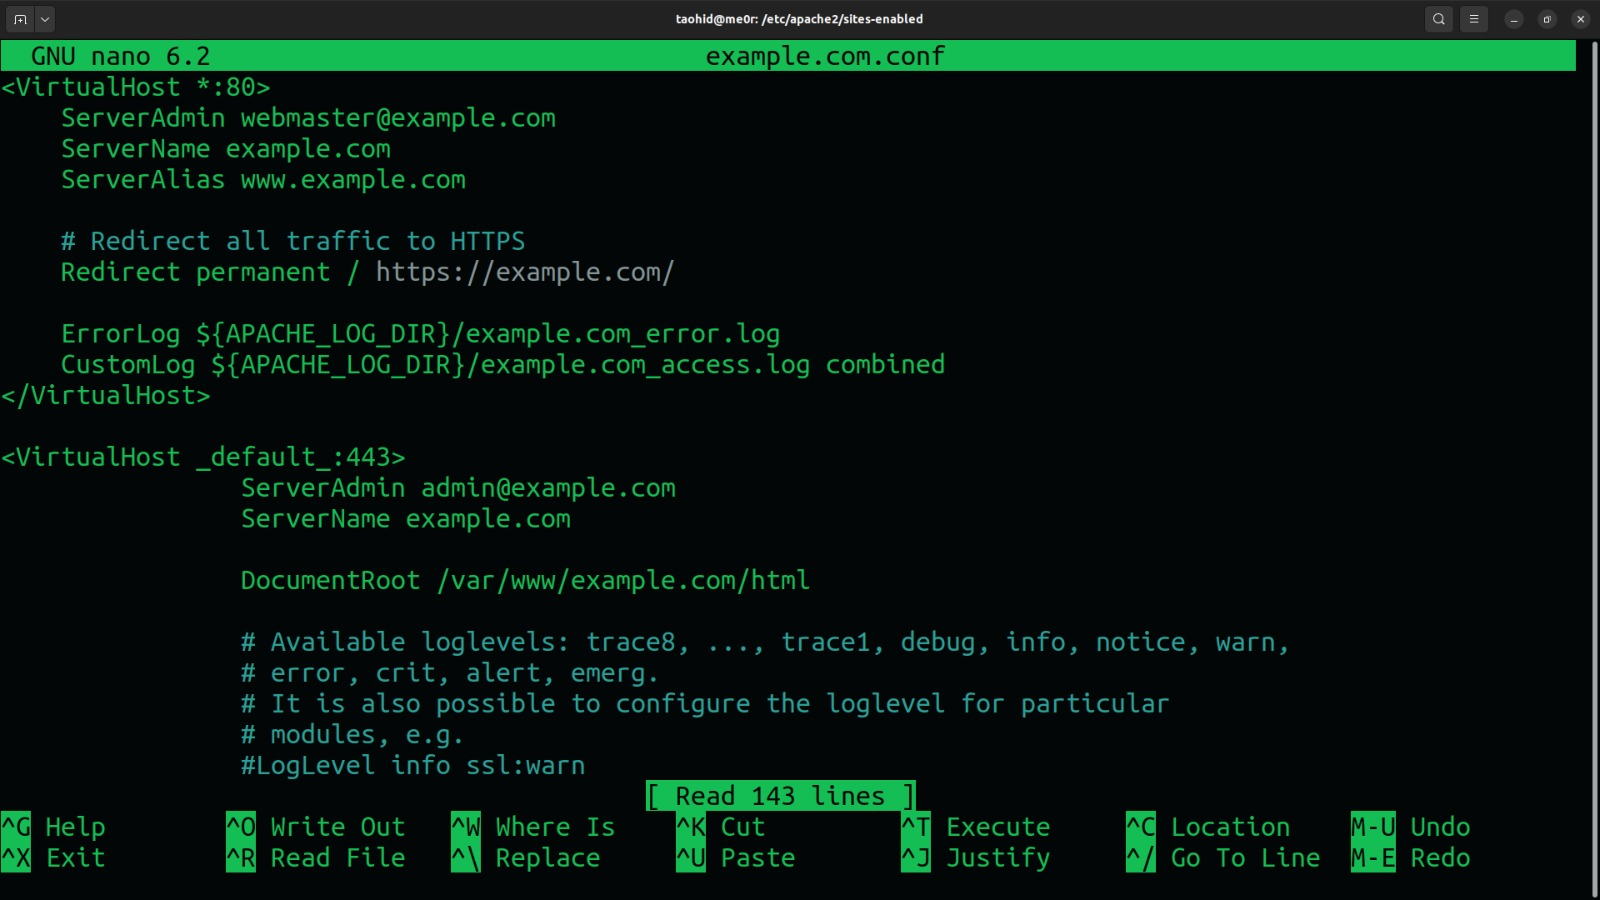 taohid@me0r: /etc/apache2/sites-enabled
GNU nano 6.2 example.com.conf
<VirtualHost *:80>
    ServerAdmin webmaster@example.com
    ServerName example.com
    ServerAlias www.example.com

    # Redirect all traffic to HTTPS
    Redirect permanent / https://example.com/

    ErrorLog ${APACHE_LOG_DIR}/example.com_error.log
    CustomLog ${APACHE_LOG_DIR}/example.com_access.log combined
</VirtualHost>

<VirtualHost _default_:443>
                ServerAdmin admin@example.com
                ServerName example.com

                DocumentRoot /var/www/example.com/html

                # Available loglevels: trace8, ..., trace1, debug, info, notice, warn,
                # error, crit, alert, emerg.
                # It is also possible to configure the loglevel for particular
                # modules, e.g.
                #LogLevel info ssl:warn
[ Read 143 lines ]
^G Help ^O Write Out ^W Where Is ^K Cut ^T Execute ^C Location M-U Undo
^X Exit ^R Read File ^\ Replace ^U Paste ^J Justify ^/ Go To Line M-E Redo